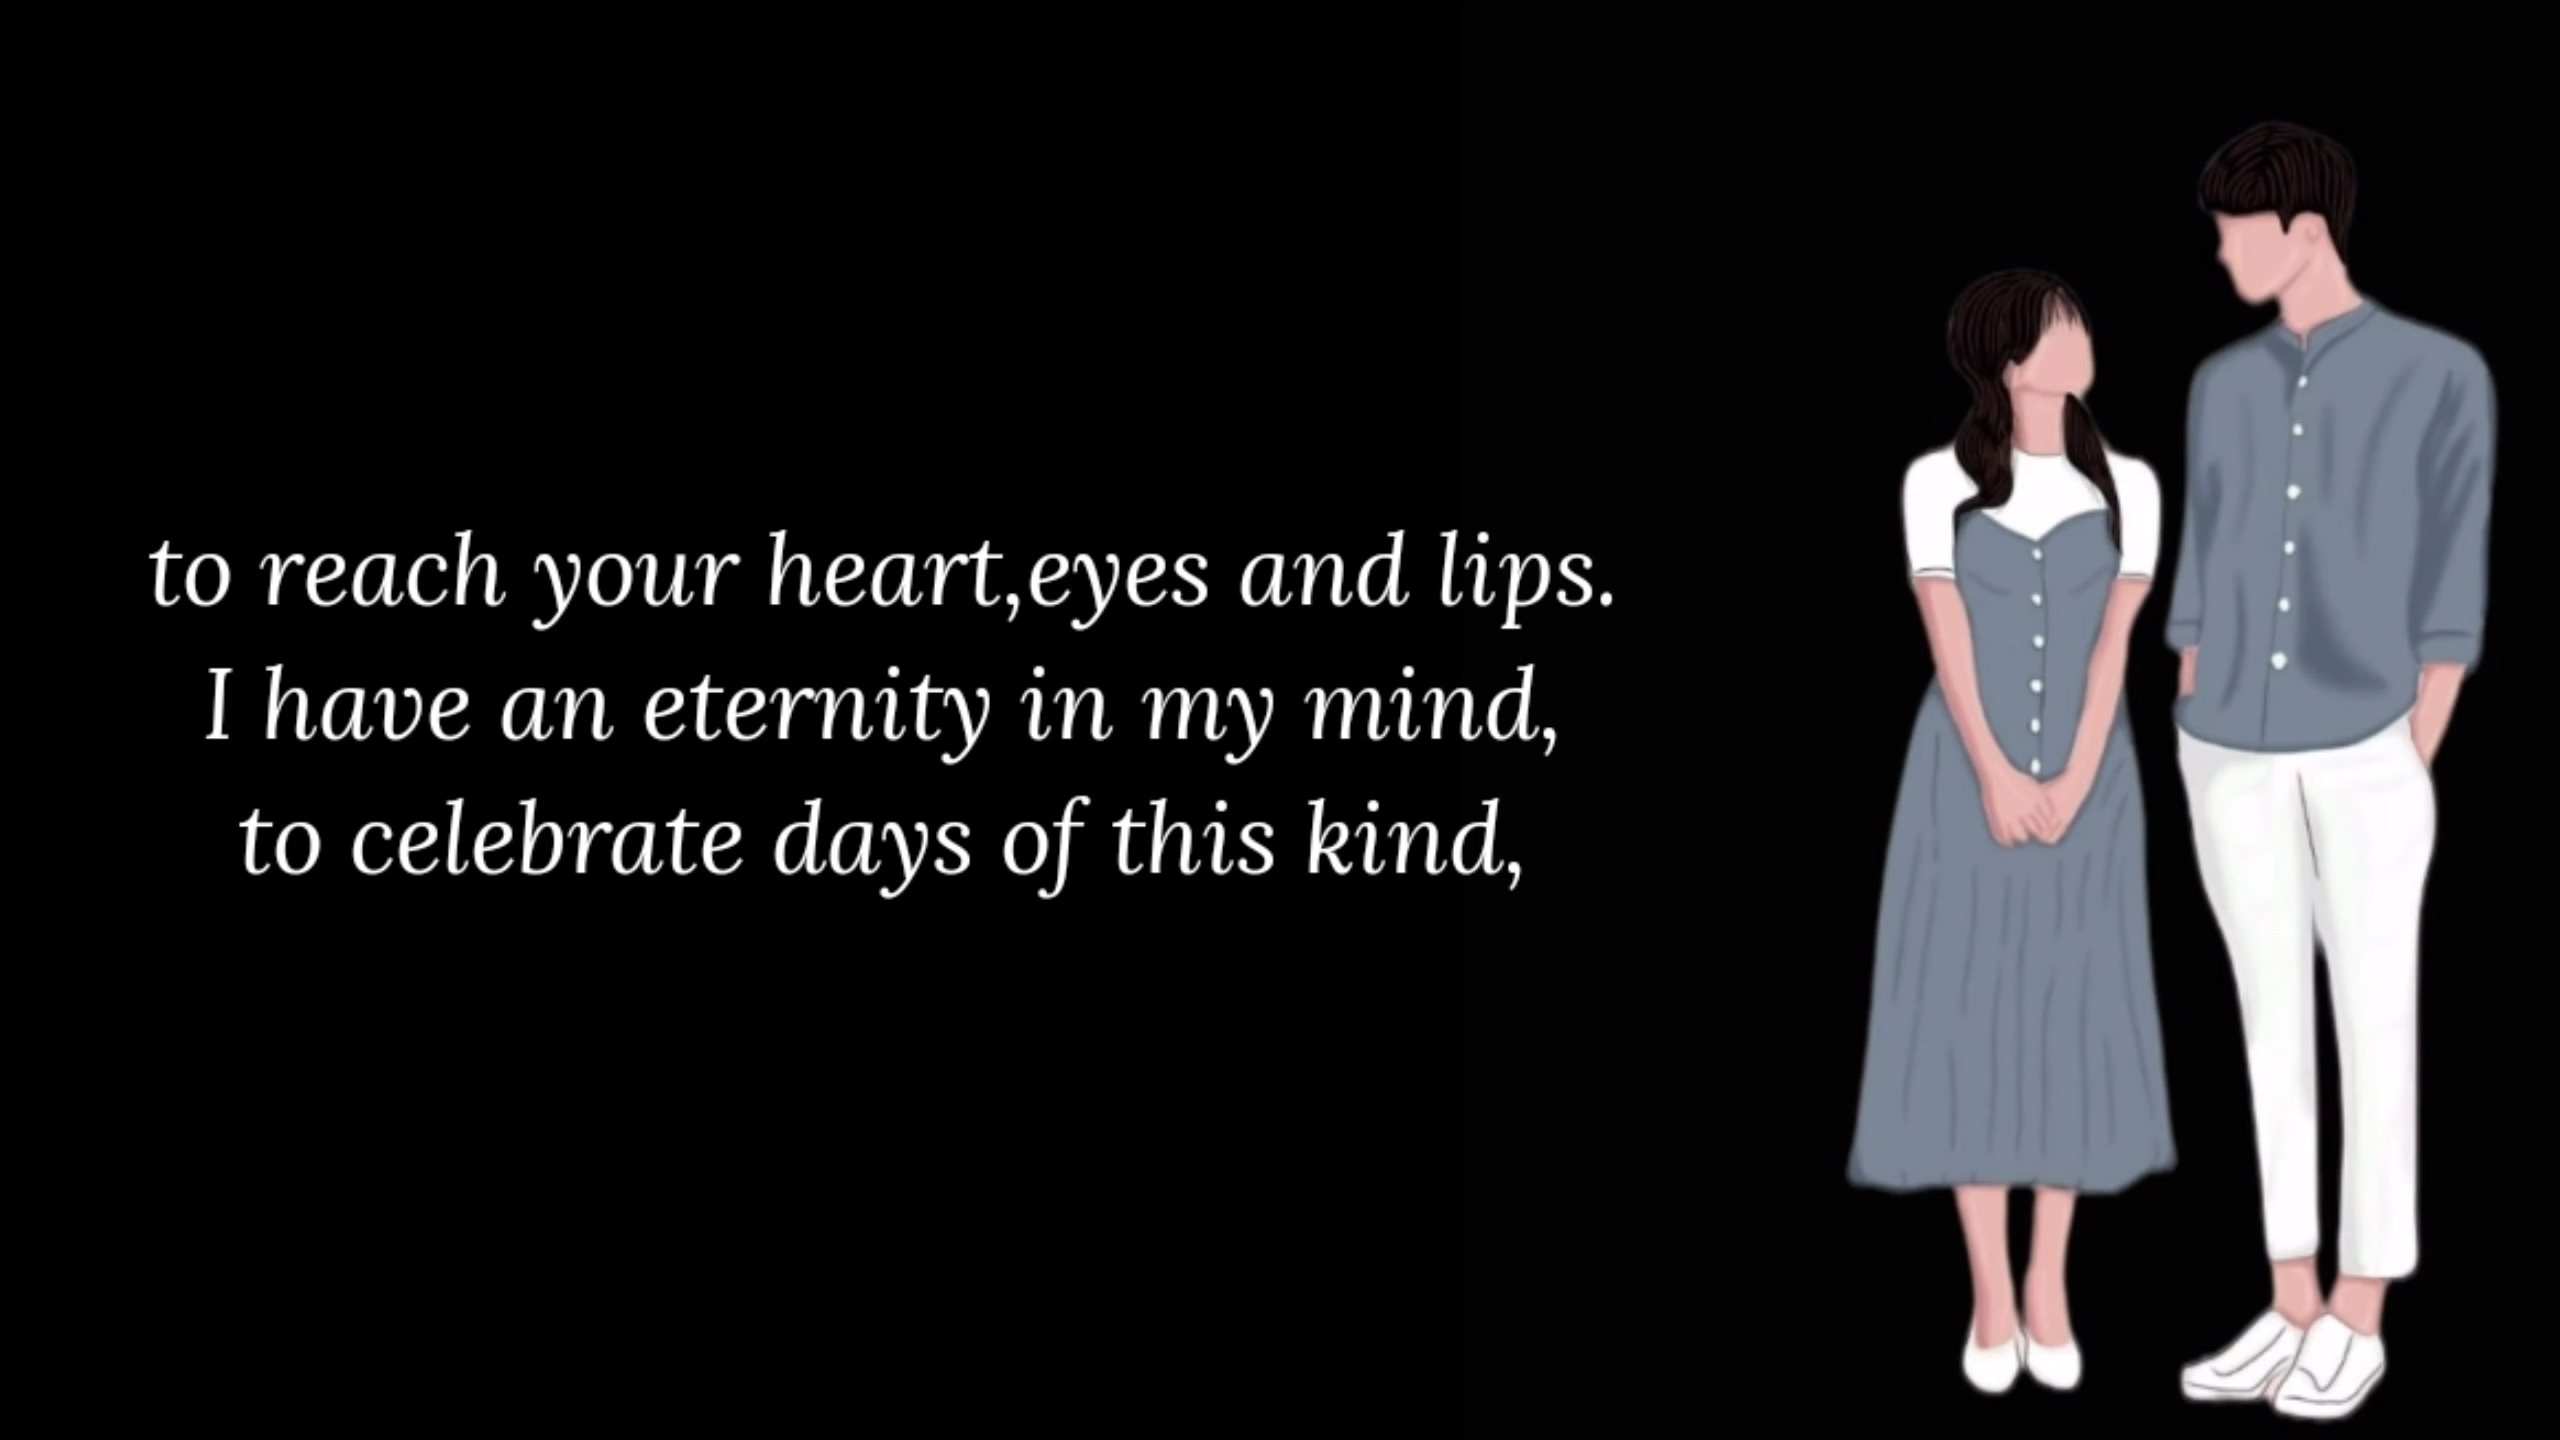 to reach your heart,eyes and lips.
I have an eternity in my mind,
to celebrate days of this kind,